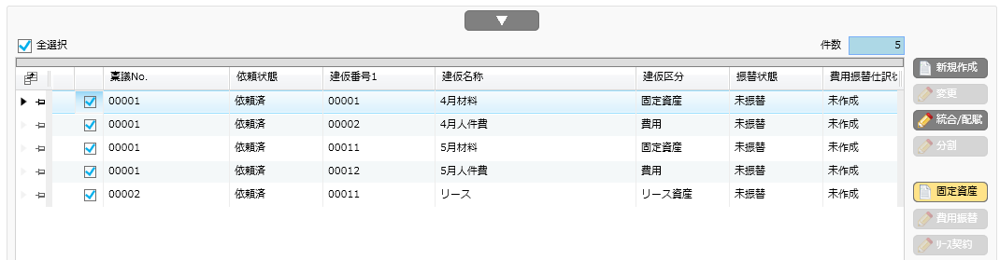 ▼
全選択 件数 5
稟議No. 依頼状態 建仮番号1 建仮名称 建仮区分 振替状態 費用振替仕訳
00001 依頼済 00001 4月材料 固定資産 未振替 未作成
00001 依頼済 00002 4月人件費 費用 未振替 未作成
00001 依頼済 00011 5月材料 固定資産 未振替 未作成
00001 依頼済 00012 5月人件費 費用 未振替 未作成
00002 依頼済 00011 リース リース資産 未振替 未作成
新規作成
変更
統合/配賦
分割
固定資産
費用振替
リース契約